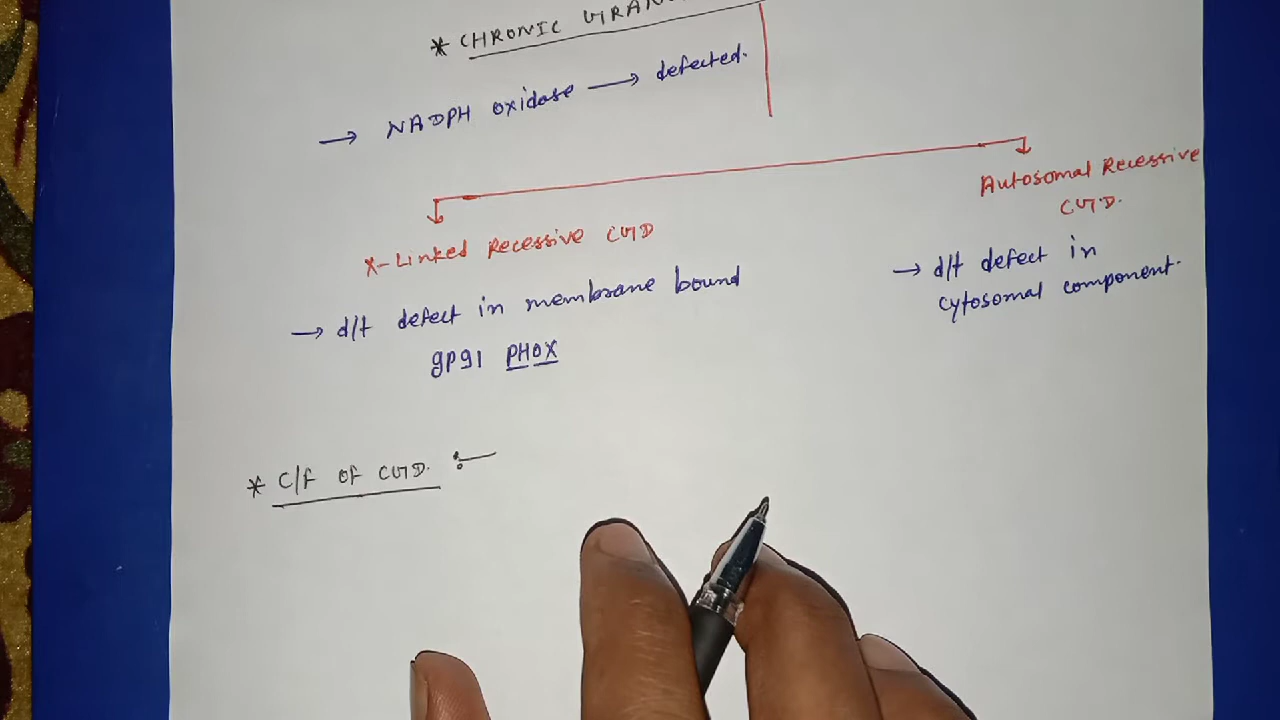 * CHRONIC GRAN
→ NADPH oxidase → defected.
X-Linked Recessive CGD
Autosomal Recessive
CGD.
→ d/t defect in membrane bound
gp91 PHOX
→ d/t defect in
cytosomal component.
* C/F of CGD. :-